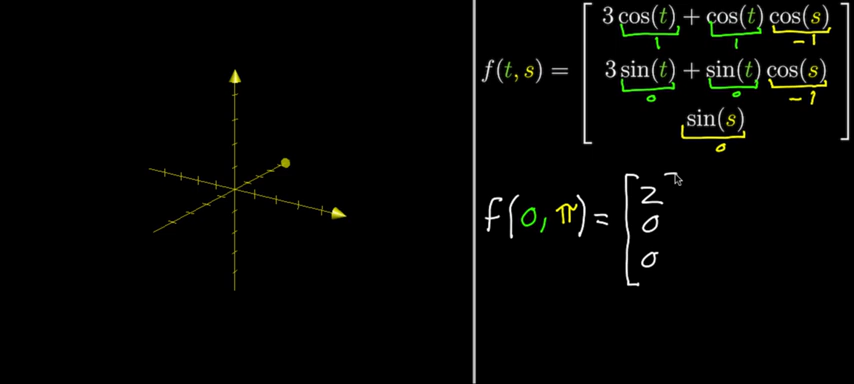 3 cos(t) + cos(t) cos(s)
1 1 -1
f(t, s) = 3 sin(t) + sin(t) cos(s)
0 0 -1
sin(s)
0
2
f(0, π) = 0
0